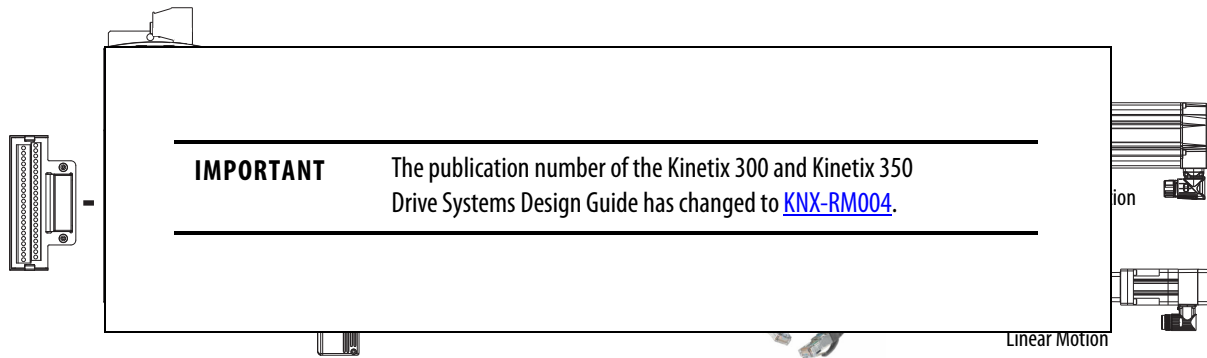 IMPORTANT The publication number of the Kinetix 300 and Kinetix 350
Drive Systems Design Guide has changed to KNX-RM004.
Linear Motion